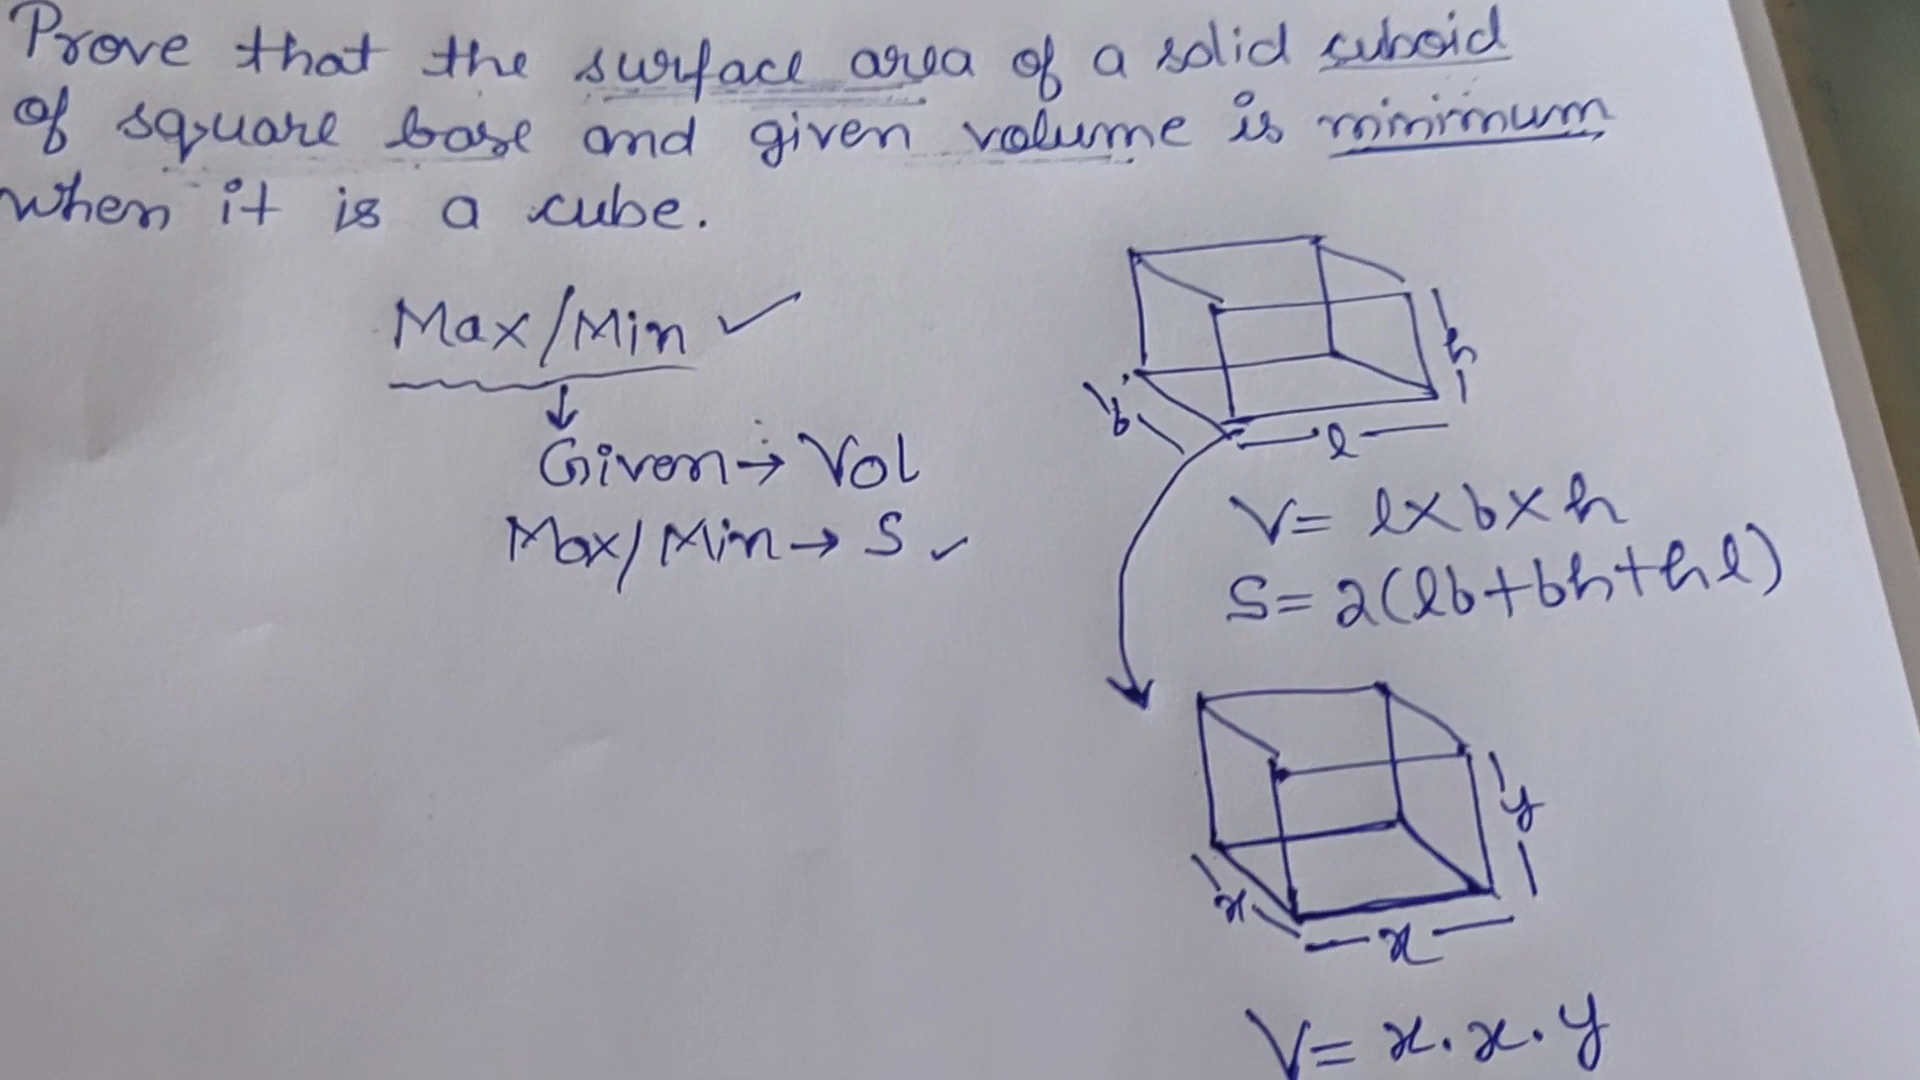 Prove that the surface area of a solid cuboid
of square base and given volume is minimum
when it is a cube.
Max/Min ✓
↓
Given → Vol
Max/Min → S ✓
h
b
l
V = l×b×h
S = 2(lb+bh+hl)
y
x
x
V = x.x.y